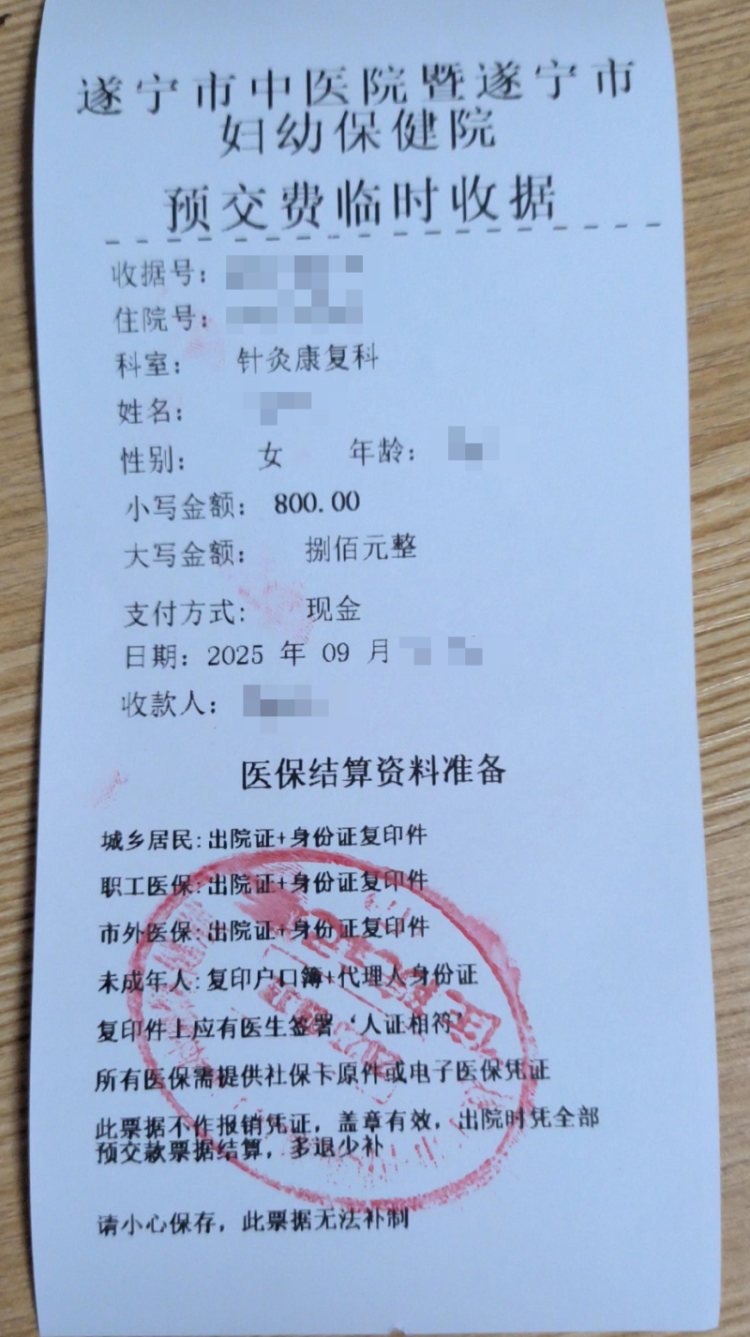 遂宁市中医院暨遂宁市
妇幼保健院
预交费临时收据
收据号：
住院号：
科室： 针灸康复科
姓名：
性别： 女 年龄：
小写金额： 800.00
大写金额： 捌佰元整
支付方式： 现金
日期：2025 年 09 月
收款人：
医保结算资料准备
城乡居民：出院证+身份证复印件
职工医保：出院证+身份证复印件
市外医保：出院证+身份证复印件
未成年人：复印户口簿+代理人身份证
复印件上应有医生签署‘人证相符’
所有医保需提供社保卡原件或电子医保凭证
此票据不作报销凭证，盖章有效，出院时凭全部
预交款票据结算，多退少补
请小心保存，此票据无法补制